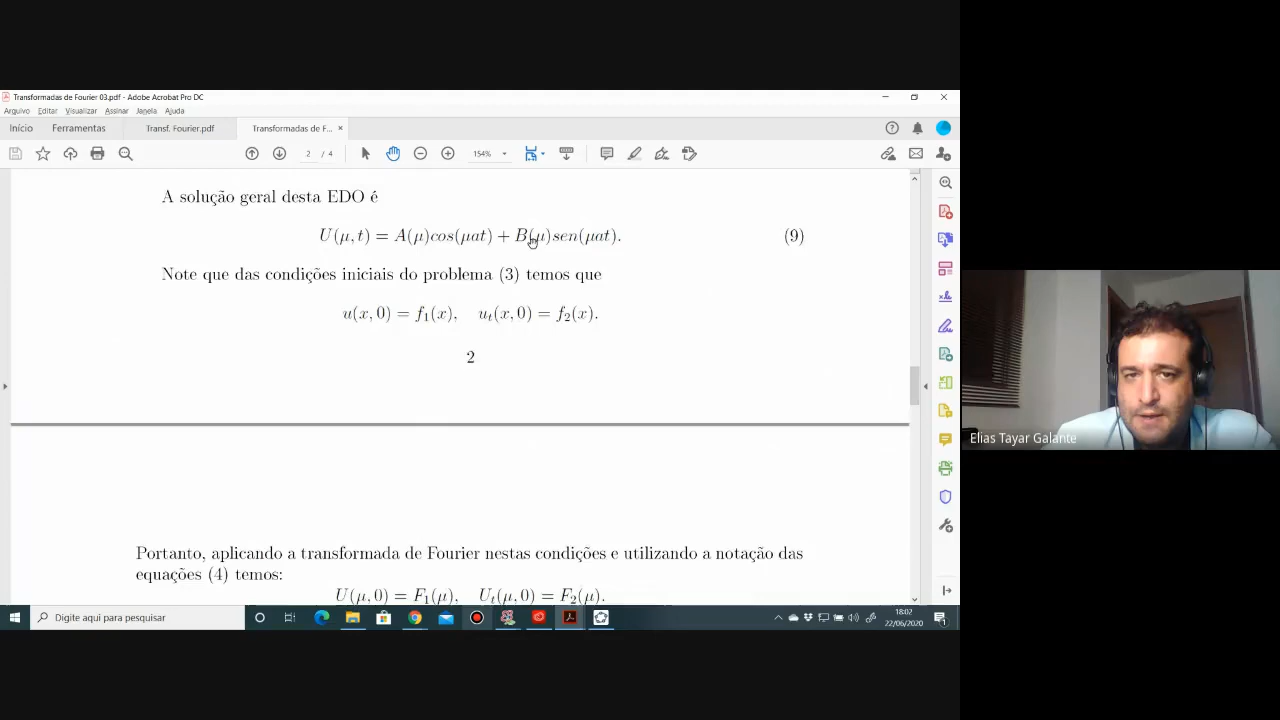 Transformadas de Fourier 03.pdf - Adobe Acrobat Pro DC
Arquivo Editar Visualizar Assinar Janela Ajuda
Início Ferramentas Transf. Fourier.pdf Transformadas de F... ×
2 / 4 154%
A solução geral desta EDO é
U(μ, t) = A(μ)cos(μat) + B(μ)sen(μat). (9)
Note que das condições iniciais do problema (3) temos que
u(x, 0) = f₁(x), uₜ(x, 0) = f₂(x).
2
Elias Tayar Galante
Portanto, aplicando a transformada de Fourier nestas condições e utilizando a notação das
equações (4) temos:
U(μ, 0) = F₁(μ), Uₜ(μ, 0) = F₂(μ).
Digite aqui para pesquisar
18:02
22/06/2020